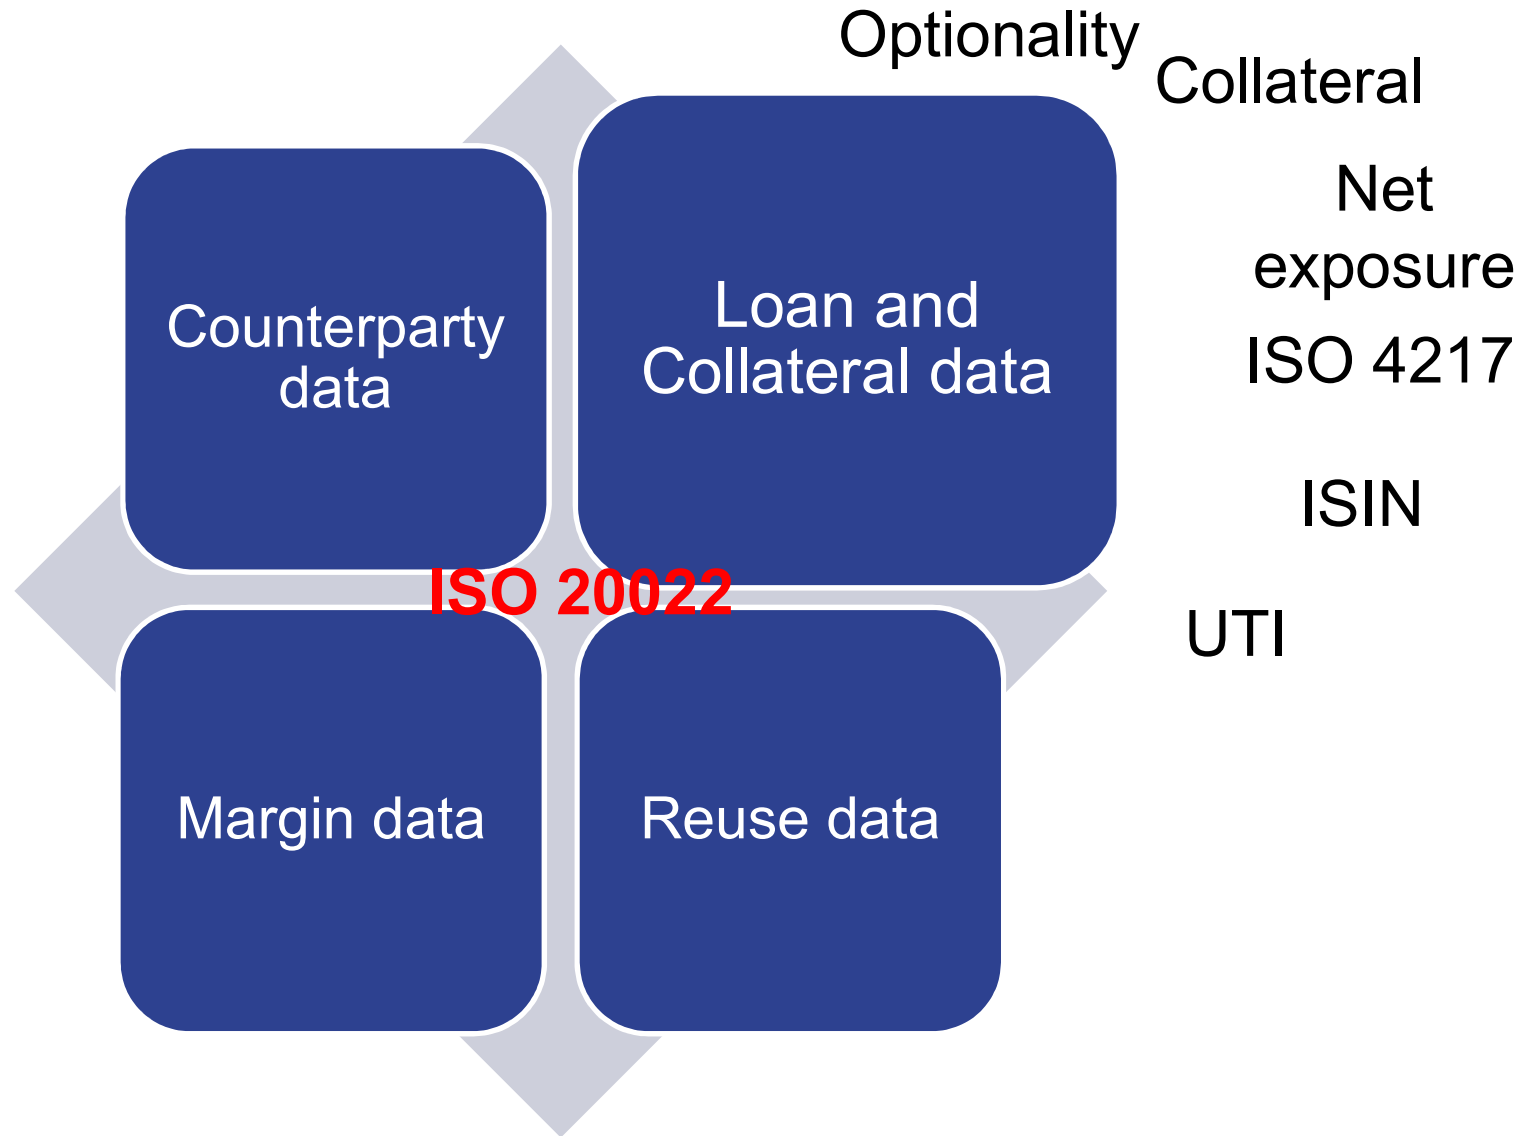 Optionality
Collateral
Net
exposure
ISO 4217
ISIN
UTI
Counterparty
data
Loan and
Collateral data
ISO 20022
Margin data
Reuse data